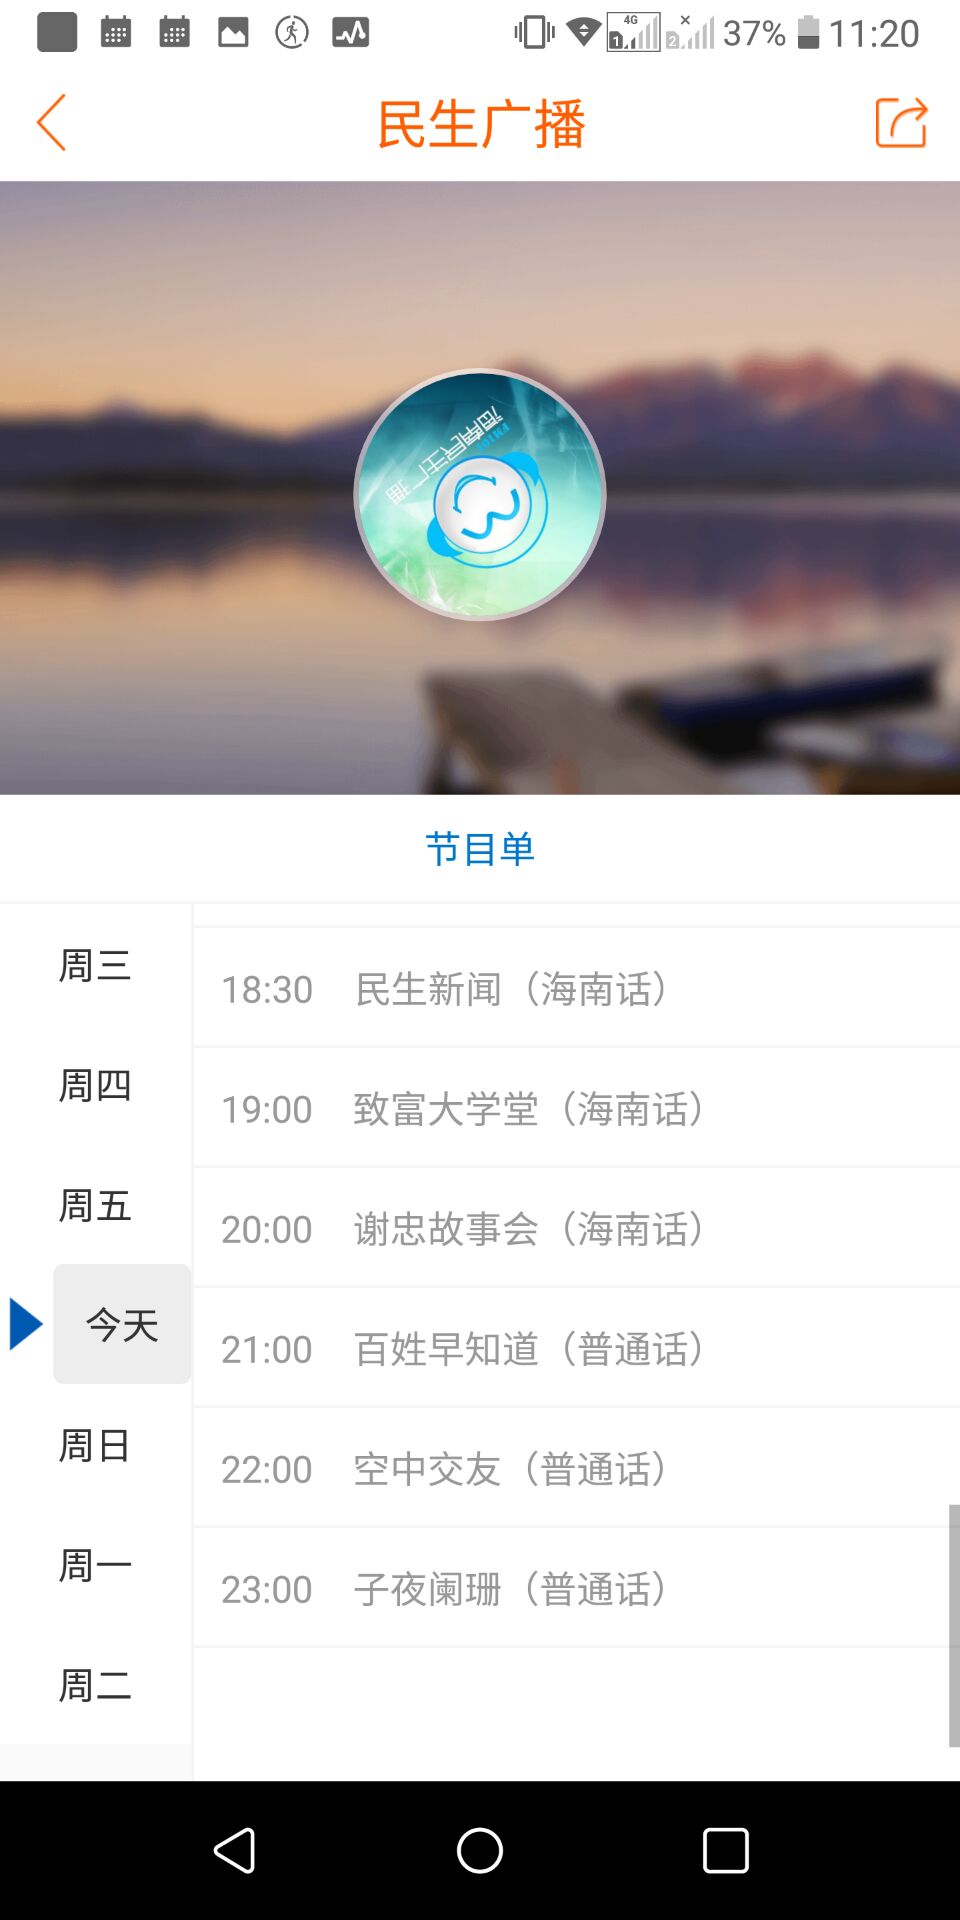 4G
1
2
37%
11:20
民生广播
海南民生广播
FM101
节目单
周三
周四
周五
今天
周日
周一
周二
18:30 民生新闻（海南话）
19:00 致富大学堂（海南话）
20:00 谢忠故事会（海南话）
21:00 百姓早知道（普通话）
22:00 空中交友（普通话）
23:00 子夜阑珊（普通话）